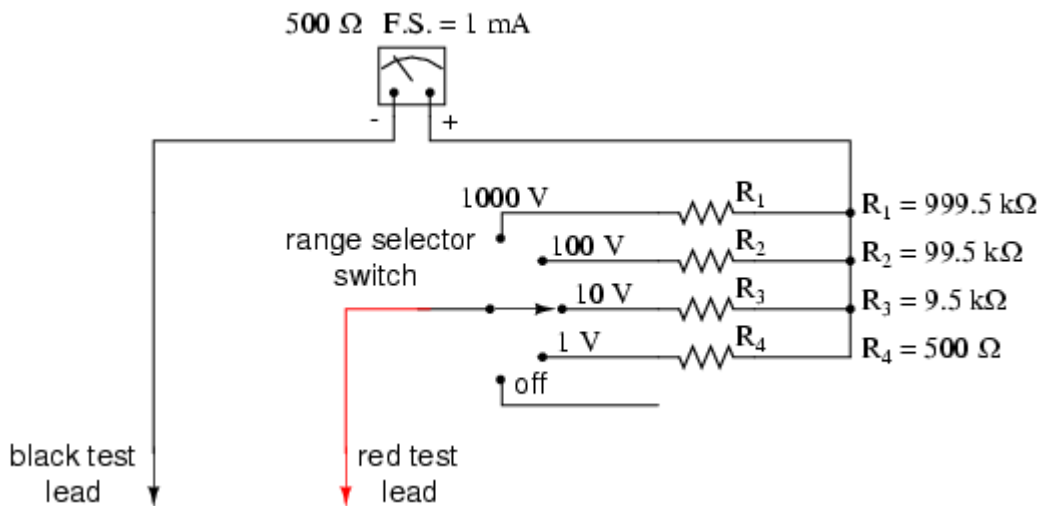 500 Ω F.S. = 1 mA
- +
1000 V
R₁
R₁ = 999.5 kΩ
range selector
switch
100 V
R₂
R₂ = 99.5 kΩ
10 V
R₃
R₃ = 9.5 kΩ
1 V
R₄
R₄ = 500 Ω
off
black test
lead
red test
lead